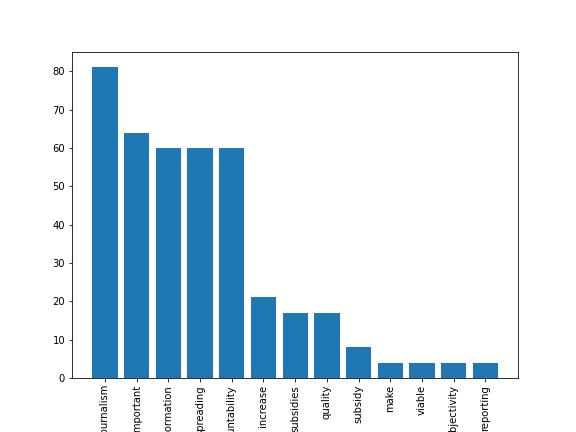 80
70
60
50
40
30
20
10
0
ournalism
mportant
ormation
preading
untability
increase
subsidies
quality
subsidy
make
viable
bjectivity
reporting